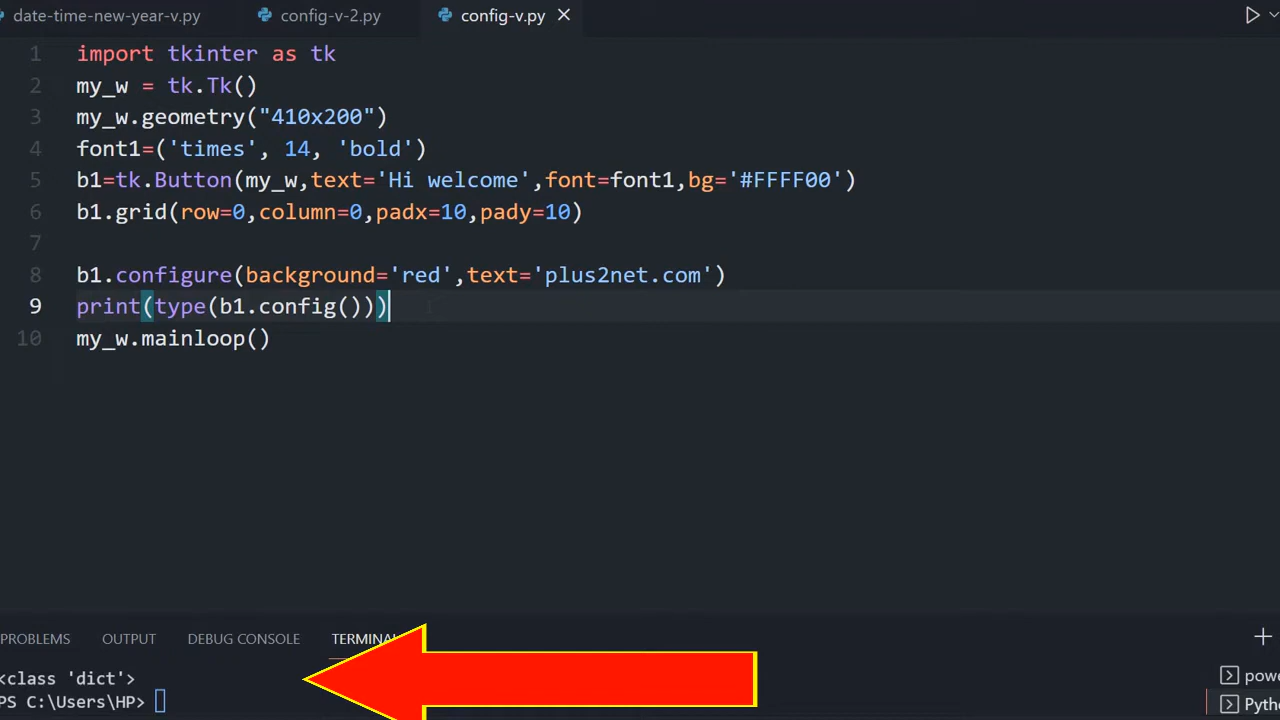 date-time-new-year-v.py config-v-2.py config-v.py
1 import tkinter as tk
2 my_w = tk.Tk()
3 my_w.geometry("410x200")
4 font1=('times', 14, 'bold')
5 b1=tk.Button(my_w,text='Hi welcome',font=font1,bg='#FFFF00')
6 b1.grid(row=0,column=0,padx=10,pady=10)
7
8 b1.configure(background='red',text='plus2net.com')
9 print(type(b1.config()))
10 my_w.mainloop()
PROBLEMS OUTPUT DEBUG CONSOLE TERMINAL
<class 'dict'> powe
PS C:\Users\HP> Pytho